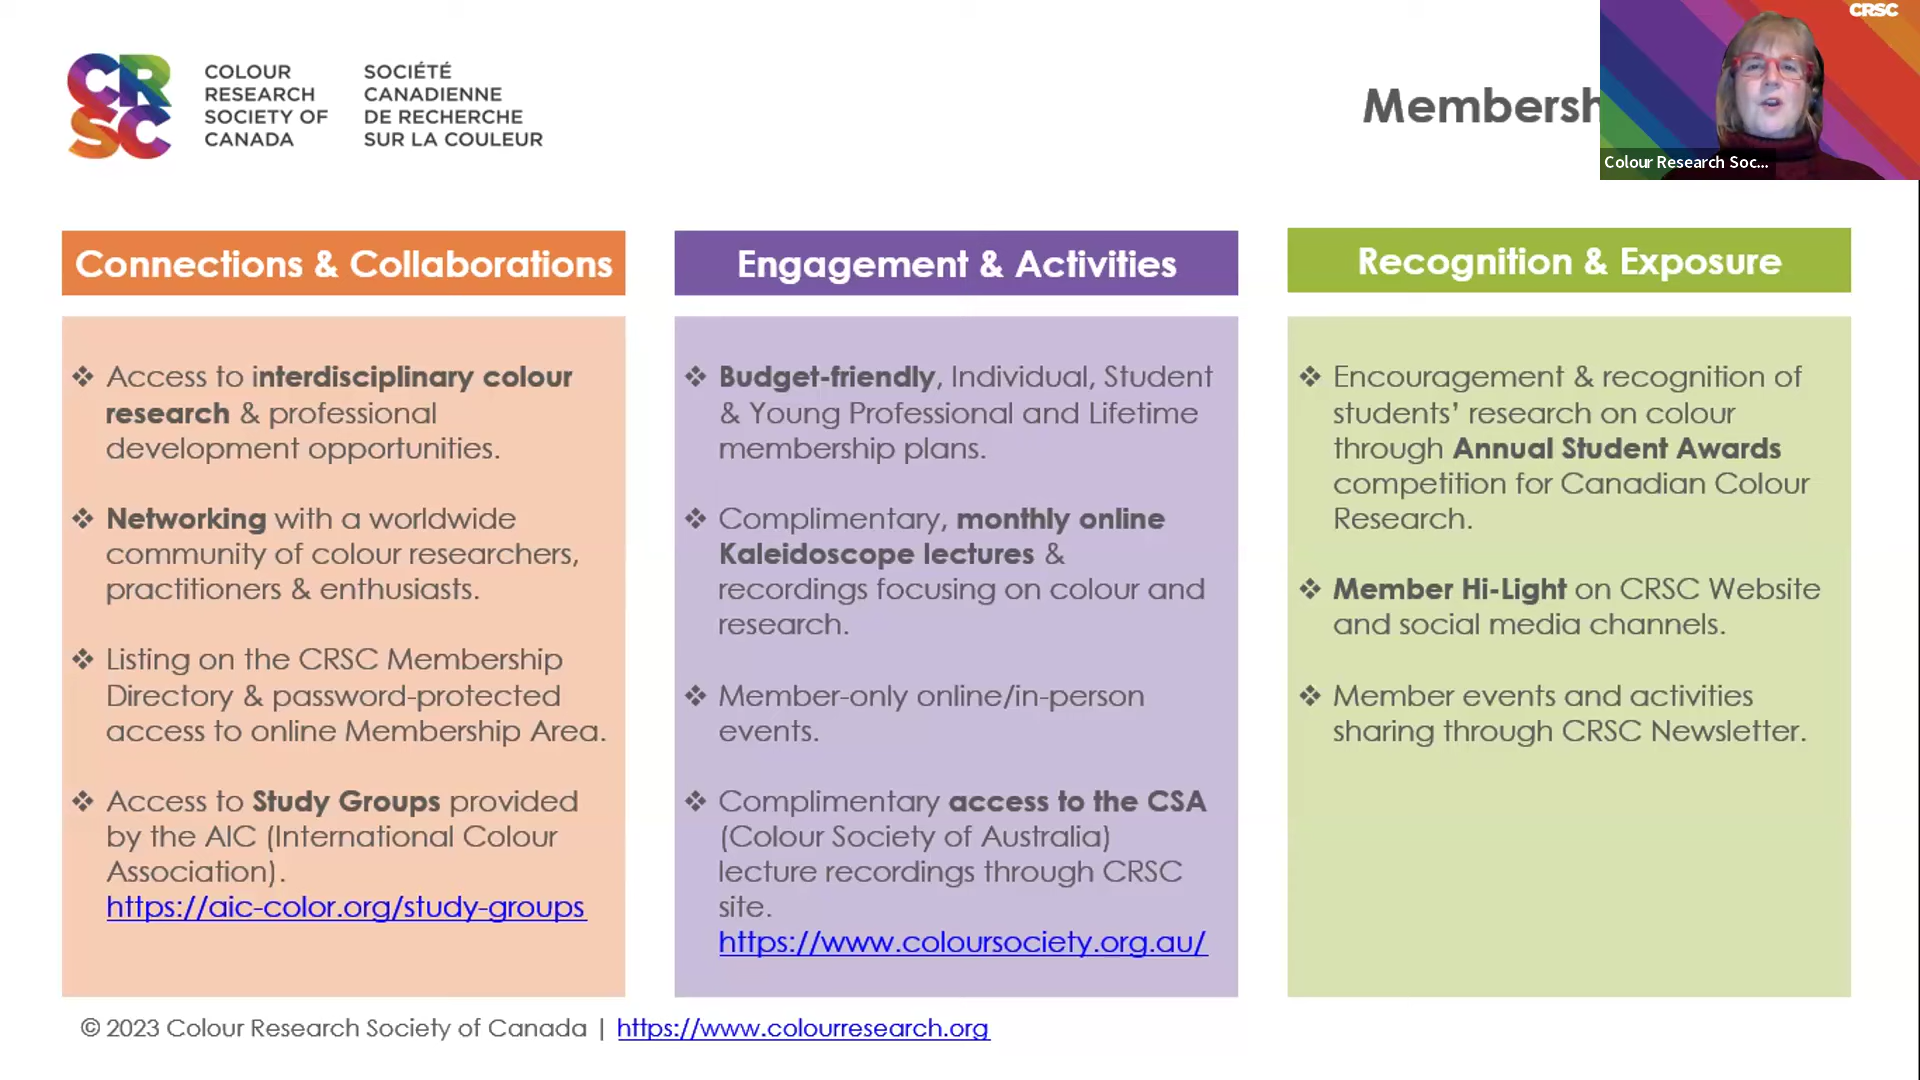 CRSC
COLOUR
RESEARCH
SOCIETY OF
CANADA
SOCIÉTÉ
CANADIENNE
DE RECHERCHE
SUR LA COULEUR
CRSC
Colour Research Soc...
Connections & Collaborations
❖ Access to interdisciplinary colour
research & professional
development opportunities.
❖ Networking with a worldwide
community of colour researchers,
practitioners & enthusiasts.
❖ Listing on the CRSC Membership
Directory & password-protected
access to online Membership Area.
❖ Access to Study Groups provided
by the AIC (International Colour
Association).
https://aic-color.org/study-groups
Engagement & Activities
❖ Budget-friendly, Individual, Student
& Young Professional and Lifetime
membership plans.
❖ Complimentary, monthly online
Kaleidoscope lectures &
recordings focusing on colour and
research.
❖ Member-only online/in-person
events.
❖ Complimentary access to the CSA
(Colour Society of Australia)
lecture recordings through CRSC
site.
https://www.coloursociety.org.au/
Recognition & Exposure
❖ Encouragement & recognition of
students’ research on colour
through Annual Student Awards
competition for Canadian Colour
Research.
❖ Member Hi-Light on CRSC Website
and social media channels.
❖ Member events and activities
sharing through CRSC Newsletter.
© 2023 Colour Research Society of Canada | https://www.colourresearch.org